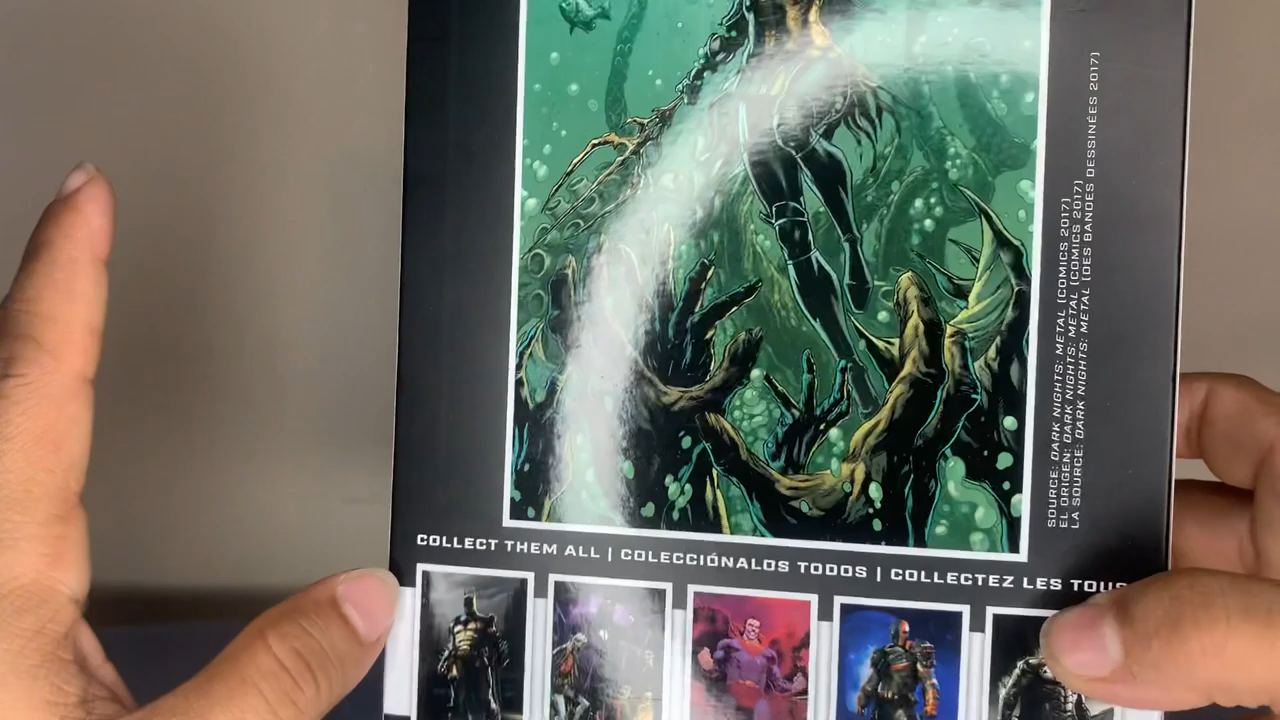 SOURCE: DARK NIGHTS: METAL (COMICS 2017)
EL ORIGEN: DARK NIGHTS: METAL (COMICS 2017)
LA SOURCE: DARK NIGHTS: METAL (DES BANDES DESSINÉES 2017)
COLLECT THEM ALL | COLECCIÓNALOS TODOS | COLLECTEZ LES TOUS